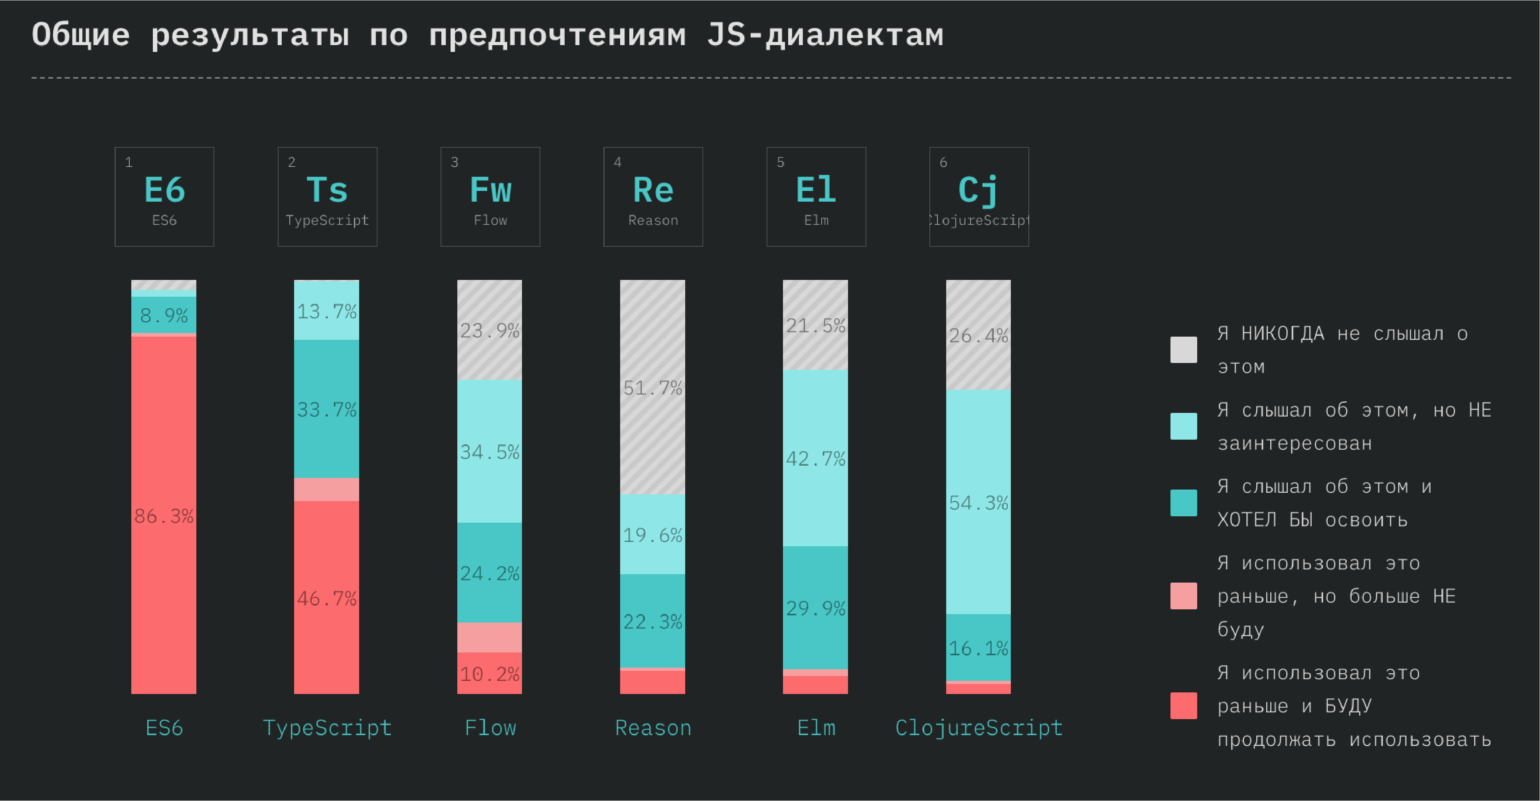 Общие результаты по предпочтениям JS-диалектам
1
E6
ES6
2
Ts
TypeScript
3
Fw
Flow
4
Re
Reason
5
El
Elm
6
Cj
ClojureScript
8.9%
86.3%
ES6
13.7%
33.7%
46.7%
TypeScript
23.9%
34.5%
24.2%
10.2%
Flow
51.7%
19.6%
22.3%
Reason
21.5%
42.7%
29.9%
Elm
26.4%
54.3%
16.1%
ClojureScript
Я НИКОГДА не слышал о
этом
Я слышал об этом, но НЕ
заинтересован
Я слышал об этом и
ХОТЕЛ БЫ освоить
Я использовал это
раньше, но больше НЕ
буду
Я использовал это
раньше и БУДУ
продолжать использовать